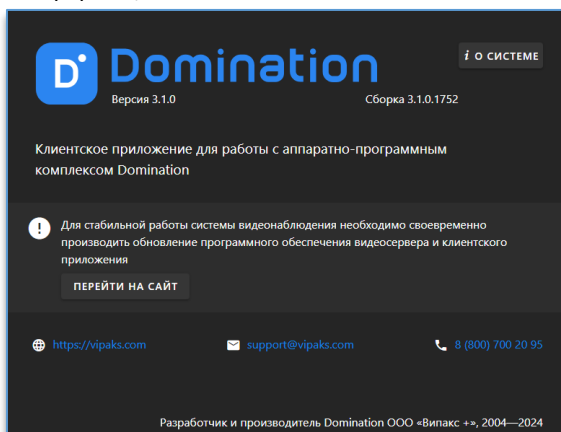 D
Domination
i О СИСТЕМЕ
Версия 3.1.0
Сборка 3.1.0.1752
Клиентское приложение для работы с аппаратно-программным
комплексом Domination
! Для стабильной работы системы видеонаблюдения необходимо своевременно
производить обновление программного обеспечения видеосервера и клиентского
приложения
ПЕРЕЙТИ НА САЙТ
https://vipaks.com
support@vipaks.com
8 (800) 700 20 95
Разработчик и производитель Domination ООО «Випакс +», 2004—2024